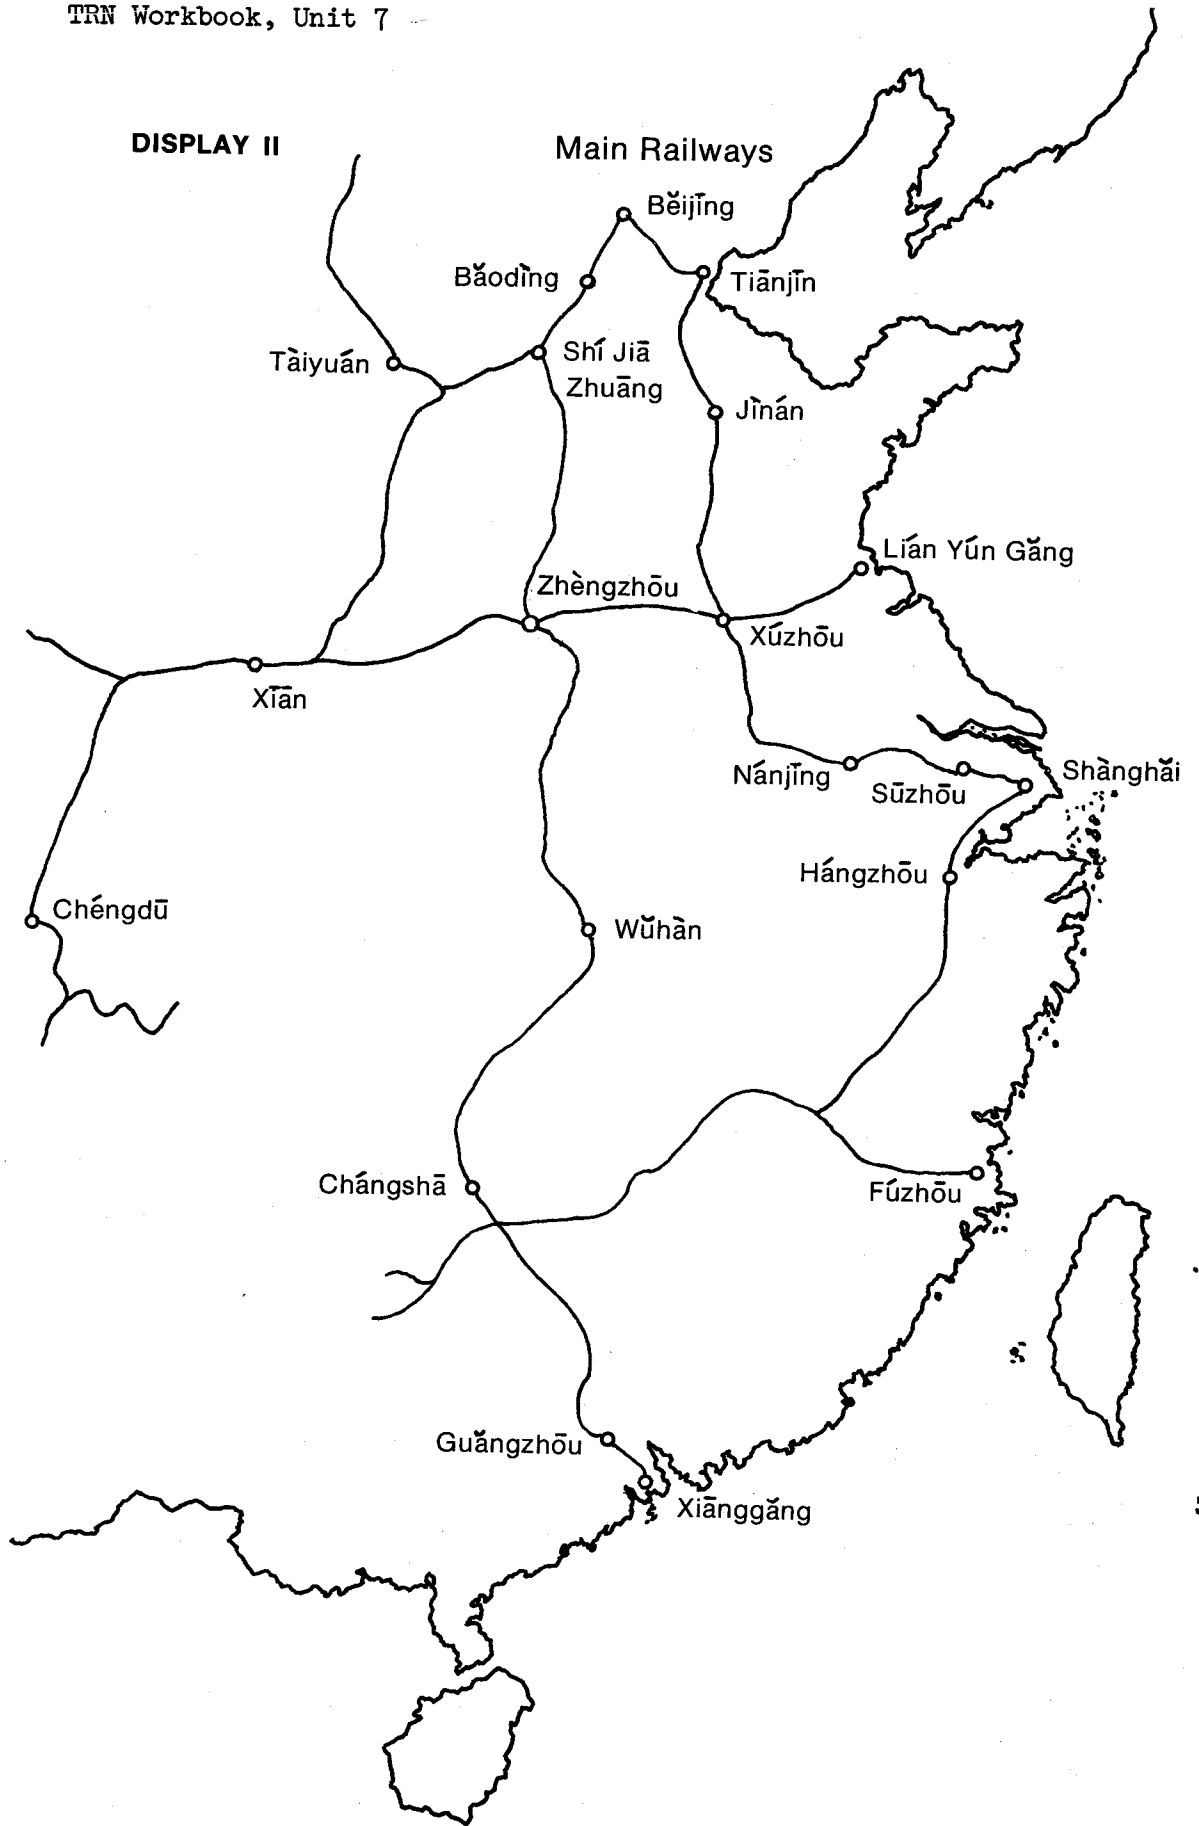 TRN Workbook, Unit 7
DISPLAY II
Main Railways
Běijīng
Bǎodìng
Tiānjīn
Tàiyuán
Shí Jiā
Zhuāng
Jìnán
Lián Yún Gǎng
Zhèngzhōu
Xúzhōu
Xīān
Nánjīng
Sūzhōu
Shànghǎi
Hángzhōu
Chéngdū
Wǔhàn
Chángshā
Fúzhōu
Guǎngzhōu
Xiānggǎng